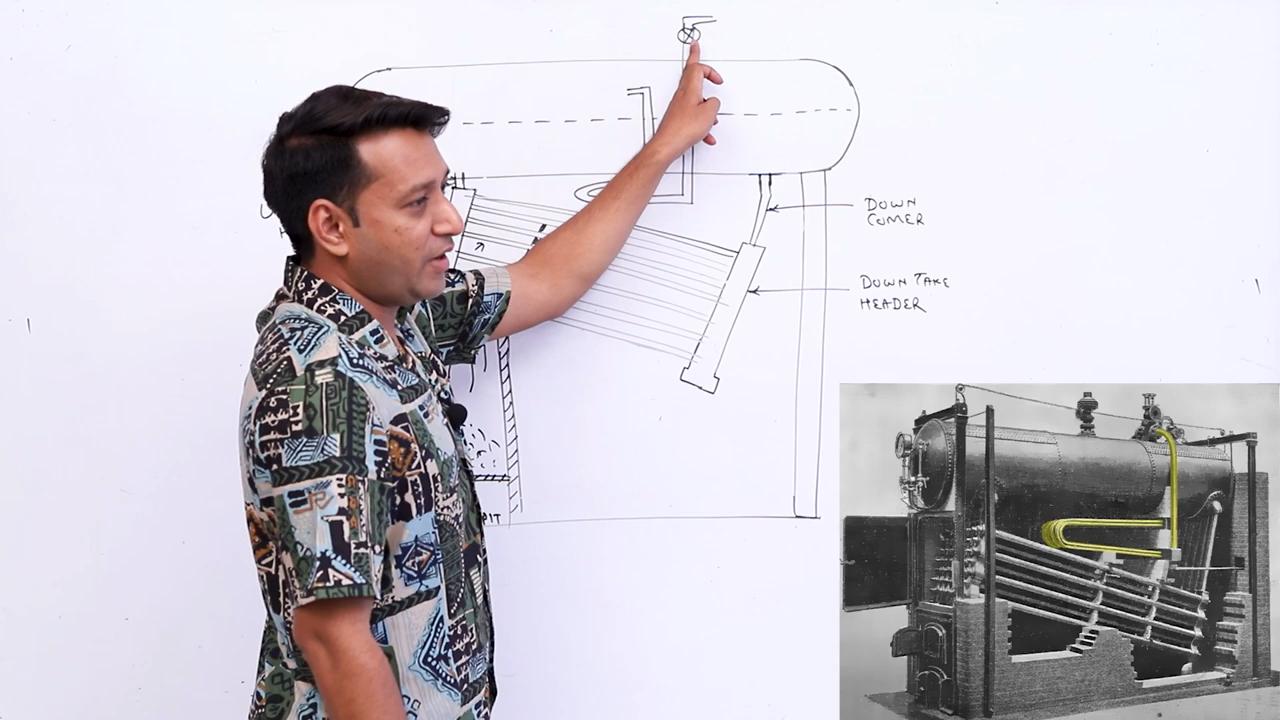 DOWN
COMER
DOWN TAKE
HEADER
PIT